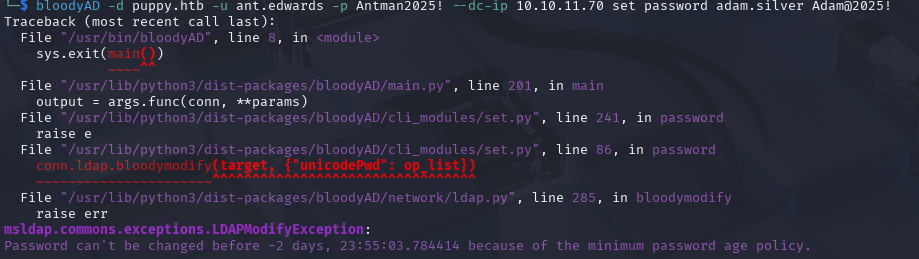 └─$ bloodyAD -d puppy.htb -u ant.edwards -p Antman2025! --dc-ip 10.10.11.70 set password adam.silver Adam@2025!
Traceback (most recent call last):
  File "/usr/bin/bloodyAD", line 8, in <module>
    sys.exit(main())
             ~~~~^^
  File "/usr/lib/python3/dist-packages/bloodyAD/main.py", line 201, in main
    output = args.func(conn, **params)
  File "/usr/lib/python3/dist-packages/bloodyAD/cli_modules/set.py", line 241, in password
    raise e
  File "/usr/lib/python3/dist-packages/bloodyAD/cli_modules/set.py", line 86, in password
    conn.ldap.bloodymodify(target, {"unicodePwd": op_list})
    ~~~~~~~~~~~~~~~~~~~~~~^^^^^^^^^^^^^^^^^^^^^^^^^^^^^^^^^
  File "/usr/lib/python3/dist-packages/bloodyAD/network/ldap.py", line 285, in bloodymodify
    raise err
msldap.commons.exceptions.LDAPModifyException:
Password can't be changed before -2 days, 23:55:03.784414 because of the minimum password age policy.